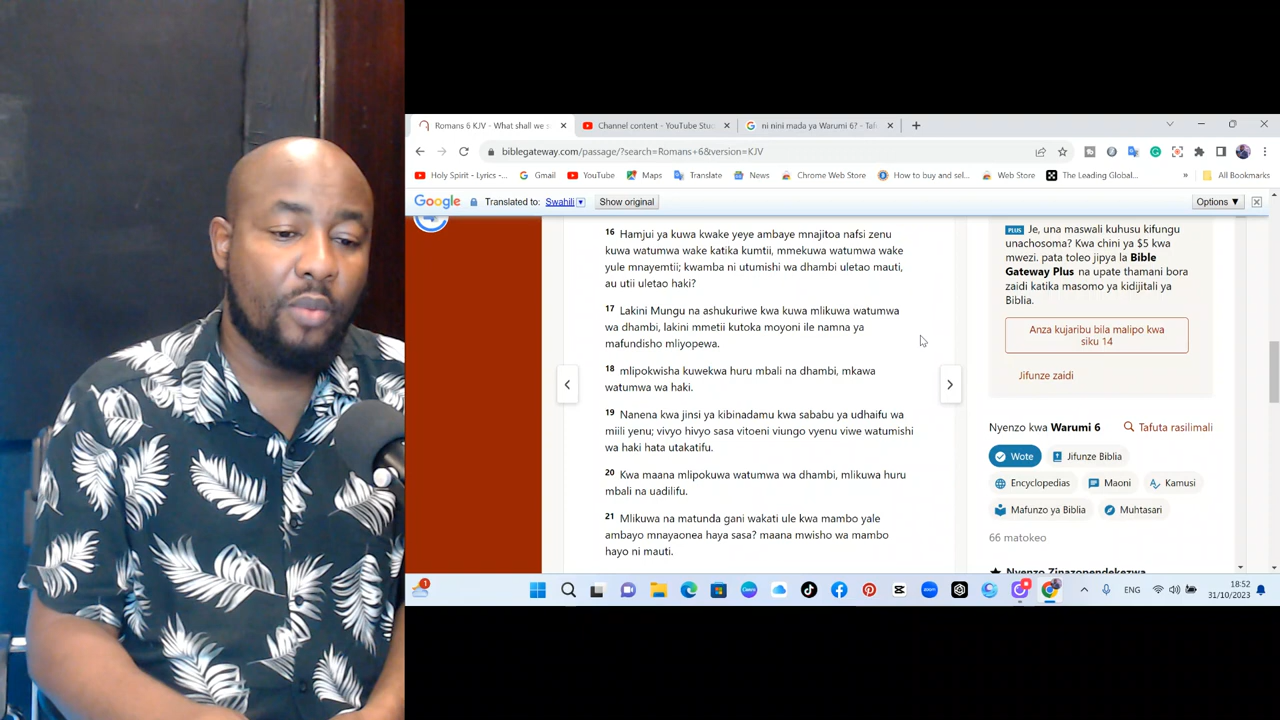 Romans 6 KJV - What shall we s
Channel content - YouTube Stud
ni nini mada ya Warumi 6? - Taf
biblegateway.com/passage/?search=Romans+6&version=KJV
Holy Spirit - Lyrics -...
Gmail
YouTube
Maps
Translate
News
Chrome Web Store
How to buy and sel...
Web Store
The Leading Global...
»
All Bookmarks
Google
Translated to: Swahili
Show original
Options ▼
16 Hamjui ya kuwa kwake yeye ambaye mnajitoa nafsi zenu
kuwa watumwa wake katika kumtii, mmekuwa watumwa wake
yule mnayemtii; kwamba ni utumishi wa dhambi uletao mauti,
au utii uletao haki?
17 Lakini Mungu na ashukuriwe kwa kuwa mlikuwa watumwa
wa dhambi, lakini mmetii kutoka moyoni ile namna ya
mafundisho mliyopewa.
18 mlipokwisha kuwekwa huru mbali na dhambi, mkawa
watumwa wa haki.
19 Nanena kwa jinsi ya kibinadamu kwa sababu ya udhaifu wa
miili yenu; vivyo hivyo sasa vitoeni viungo vyenu viwe watumishi
wa haki hata utakatifu.
20 Kwa maana mlipokuwa watumwa wa dhambi, mlikuwa huru
mbali na uadilifu.
21 Mlikuwa na matunda gani wakati ule kwa mambo yale
ambayo mnayaonea haya sasa? maana mwisho wa mambo
hayo ni mauti.
PLUS Je, una maswali kuhusu kifungu
unachosoma? Kwa chini ya $5 kwa
mwezi. pata toleo jipya la Bible
Gateway Plus na upate thamani bora
zaidi katika masomo ya kidijitali ya
Biblia.
Anza kujaribu bila malipo kwa
siku 14
Jifunze zaidi
Nyenzo kwa Warumi 6
Tafuta rasilimali
Wote
Jifunze Biblia
Encyclopedias
Maoni
Kamusi
Mafunzo ya Biblia
Muhtasari
66 matokeo
★ Nyenzo Zinazopendekezwa
zoom
ENG
18:52
31/10/2023